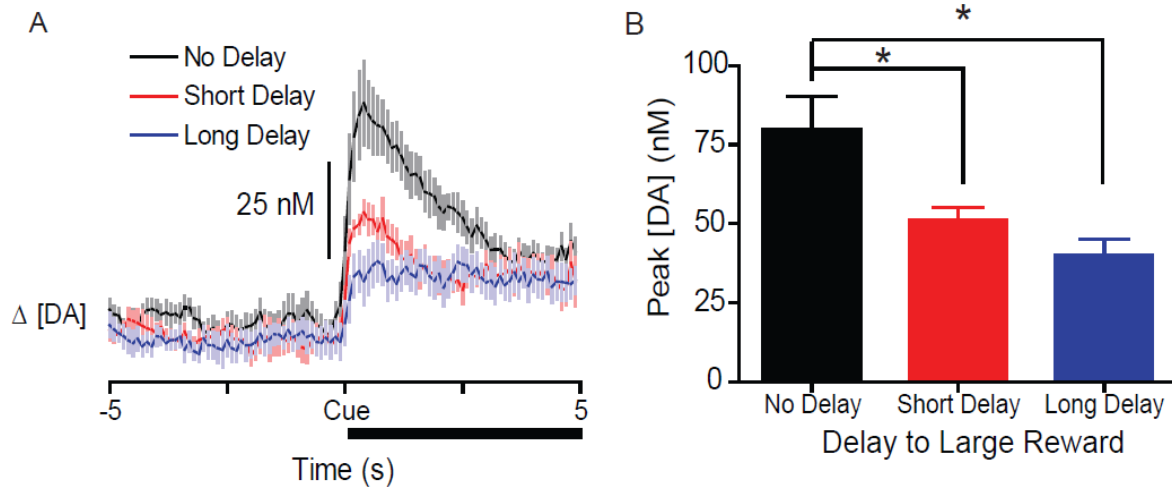 A
No Delay
Short Delay
Long Delay
25 nM
Δ [DA]
-5
Cue
5
Time (s)
B
*
*
Peak [DA] (nM)
100
75
50
25
0
No Delay
Short Delay
Long Delay
Delay to Large Reward